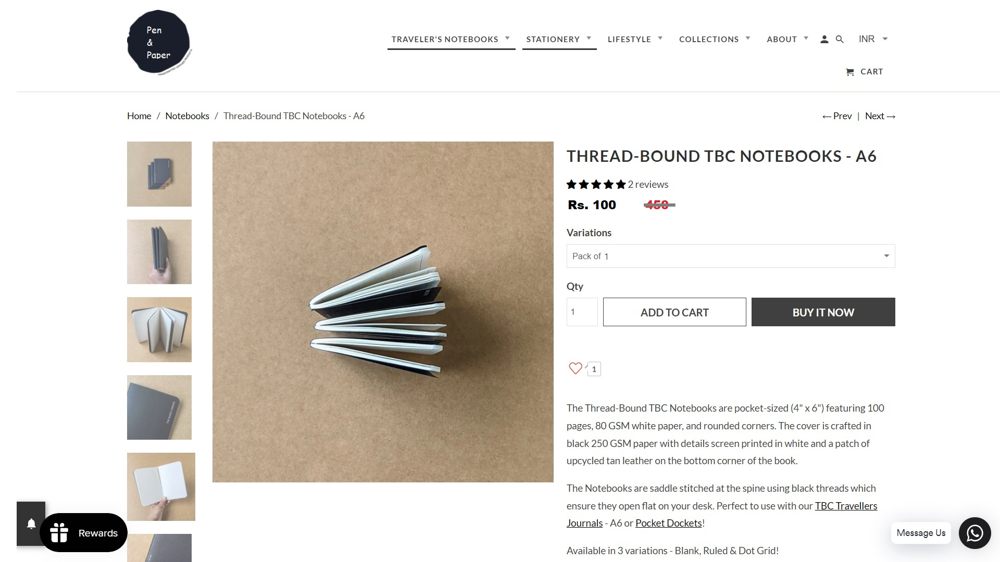 Pen
&
Paper
HANDCRAFTED LEATHER PRODUCTS
TRAVELER'S NOTEBOOKS STATIONERY LIFESTYLE COLLECTIONS ABOUT INR
CART
Home / Notebooks / Thread-Bound TBC Notebooks - A6
← Prev | Next →
THREAD-BOUND TBC NOTEBOOKS - A6
2 reviews
Rs. 100 450
Variations
Pack of 1
Qty
1 ADD TO CART BUY IT NOW
1
The Thread-Bound TBC Notebooks are pocket-sized (4" x 6") featuring 100
pages, 80 GSM white paper, and rounded corners. The cover is crafted in
black 250 GSM paper with details screen printed in white and a patch of
upcycled tan leather on the bottom corner of the book.
The Notebooks are saddle stitched at the spine using black threads which
ensure they open flat on your desk. Perfect to use with our TBC Travellers
Journals - A6 or Pocket Dockets!
Available in 3 variations - Blank, Ruled & Dot Grid!
THE BLACK CANVAS
Rewards
Message Us